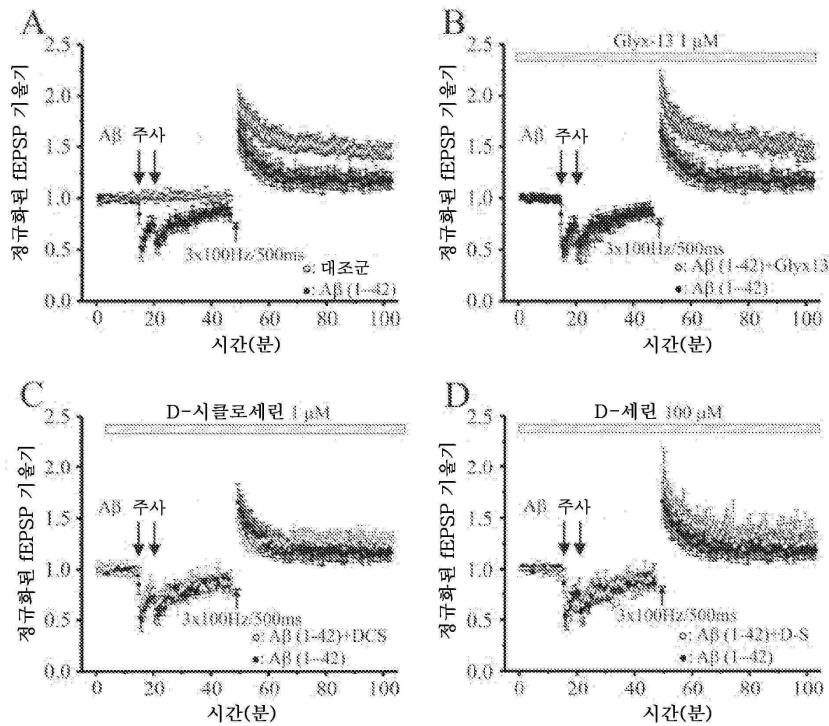 A
정규화된 fEPSP 기울기
2.5
2.0
1.5
1.0
0.5
0.0
Aβ 주사
3x100Hz/500ms
○: 대조군
●: Aβ (1-42)
0 20 40 60 80 100
시간(분)
B
Glyx-13 1 μM
정규화된 fEPSP 기울기
2.5
2.0
1.5
1.0
0.5
0.0
Aβ 주사
3x100Hz/500ms
○: Aβ (1-42)+Glyx13
●: Aβ (1-42)
0 20 40 60 80 100
시간(분)
C
D-시클로세린 1 μM
정규화된 fEPSP 기울기
2.5
2.0
1.5
1.0
0.5
0.0
Aβ 주사
3x100Hz/500ms
○: Aβ (1-42)+DCS
●: Aβ (1-42)
0 20 40 60 80 100
시간(분)
D
D-세린 100 μM
정규화된 fEPSP 기울기
2.5
2.0
1.5
1.0
0.5
0.0
Aβ 주사
3x100Hz/500ms
○: Aβ (1-42)+D-S
●: Aβ (1-42)
0 20 40 60 80 100
시간(분)